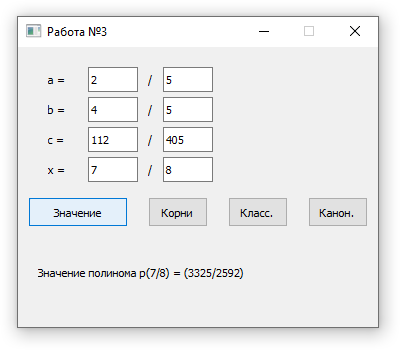 Работа №3
a = 2 / 5
b = 4 / 5
c = 112 / 405
x = 7 / 8
Значение Корни Класс. Канон.
Значение полинома p(7/8) = (3325/2592)